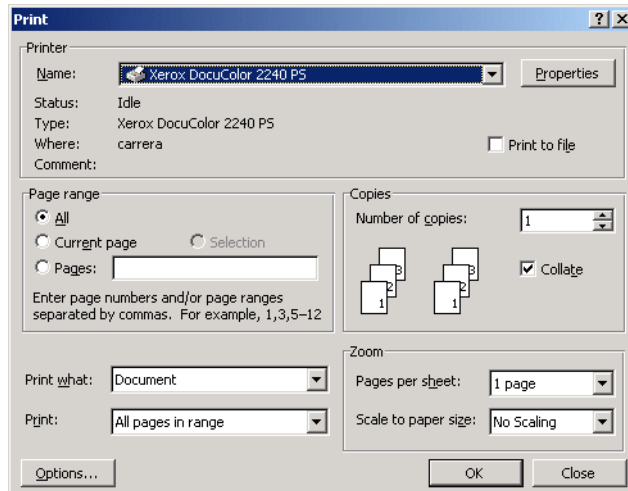 Print
Printer
Name: Xerox DocuColor 2240 PS Properties
Status: Idle
Type: Xerox DocuColor 2240 PS
Where: carrera Print to file
Comment:
Page range
All
Current page Selection
Pages:
Enter page numbers and/or page ranges
separated by commas. For example, 1,3,5–12
Copies
Number of copies: 1
3 3
2 2
1 1
Collate
Print what: Document
Print: All pages in range
Zoom
Pages per sheet: 1 page
Scale to paper size: No Scaling
Options... OK Close